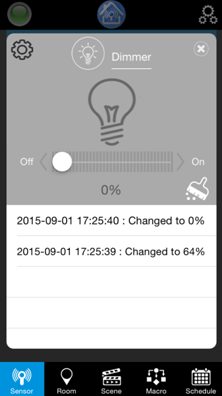 Dimmer
Off On
0%
2015-09-01 17:25:40 : Changed to 0%
2015-09-01 17:25:39 : Changed to 64%
Sensor Room Scene Macro Schedule